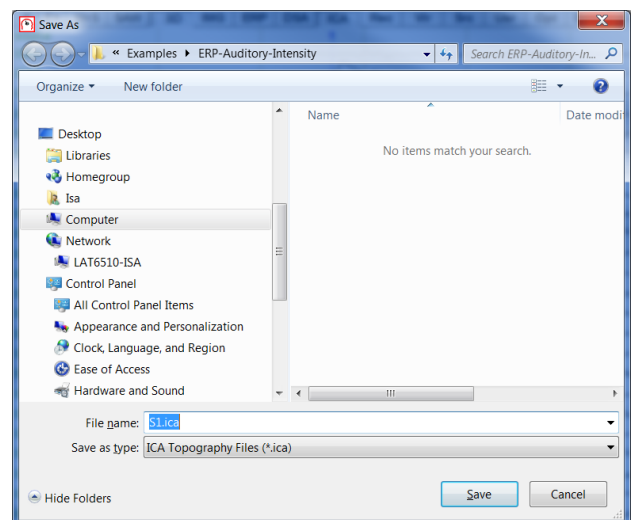 Save As
« Examples ERP-Auditory-Intensity
Search ERP-Auditory-In...
Organize
New folder
Name
Date modi
No items match your search.
Desktop
Libraries
Homegroup
Isa
Computer
Network
LAT6510-ISA
Control Panel
All Control Panel Items
Appearance and Personalization
Clock, Language, and Region
Ease of Access
Hardware and Sound
File name: S1.ica
Save as type: ICA Topography Files (*.ica)
Hide Folders
Save
Cancel